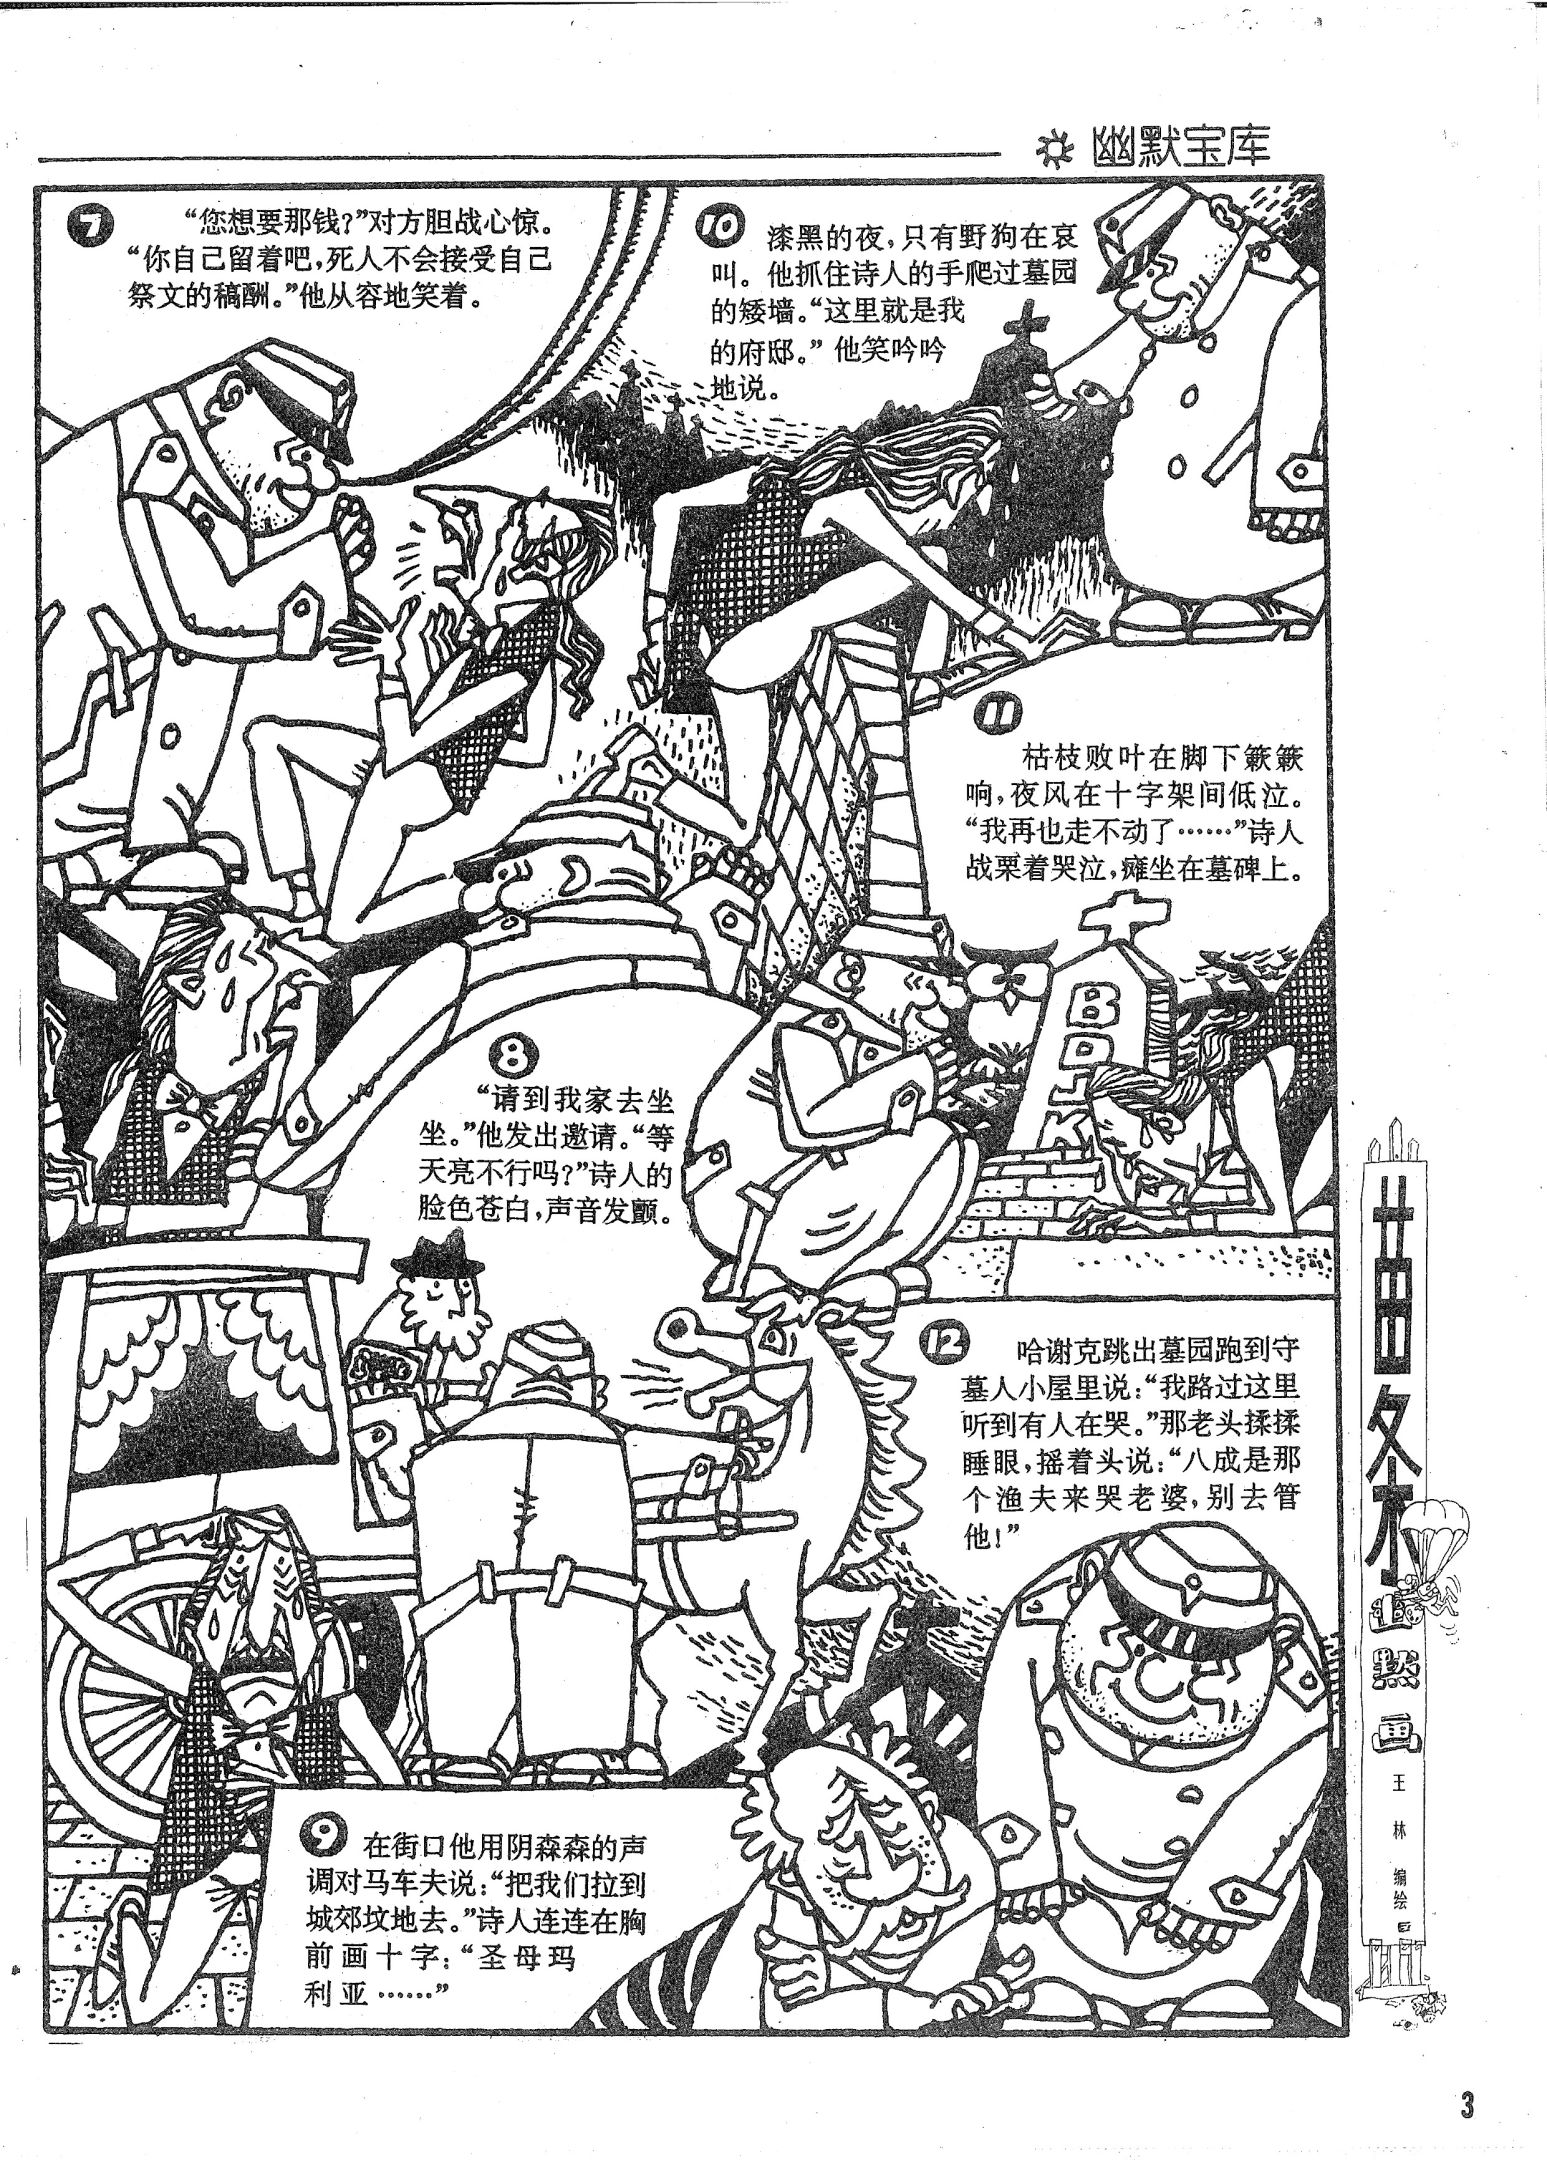 幽默宝库
7
“您想要那钱?”对方胆战心惊。
“你自己留着吧,死人不会接受自己
祭文的稿酬。”他从容地笑着。
8
“请到我家去坐
坐。”他发出邀请。“等
天亮不行吗?”诗人的
脸色苍白,声音发颤。
9
在街口他用阴森森的声
调对马车夫说:“把我们拉到
城郊坟地去。”诗人连连在胸
前画十字:“圣母玛
利亚……”
10
漆黑的夜,只有野狗在哀
叫。他抓住诗人的手爬过墓园
的矮墙。“这里就是我
的府邸。”他笑吟吟
地说。
11
枯枝败叶在脚下簌簌
响,夜风在十字架间低泣。
“我再也走不动了……”诗人
战栗着哭泣,瘫坐在墓碑上。
12
哈谢克跳出墓园跑到守
墓人小屋里说:“我路过这里
听到有人在哭。”那老头揉揉
睡眼,摇着头说:“八成是那
个渔夫来哭老婆,别去管
他!”
幽默画
王林编绘
3